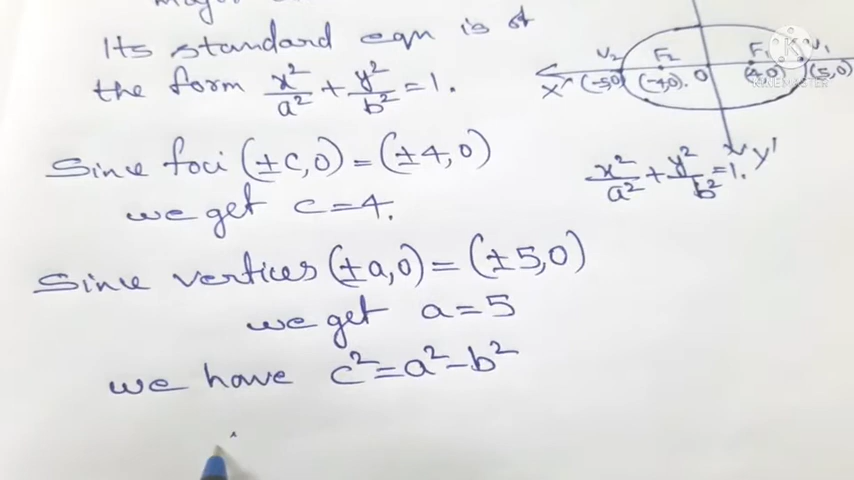 major
Its standard eqn is of
the form x²/a² + y²/b² = 1.
Since foci (±c,0) = (±4,0)
we get c = 4.
Since vertices (±a,0) = (±5,0)
we get a = 5
we have c² = a² - b²
V₂ F₂ F₁ V₁
X' (-5,0) (-4,0). O (4,0) (5,0)
KINEMASTER
Y'
x²/a² + y²/b² = 1.